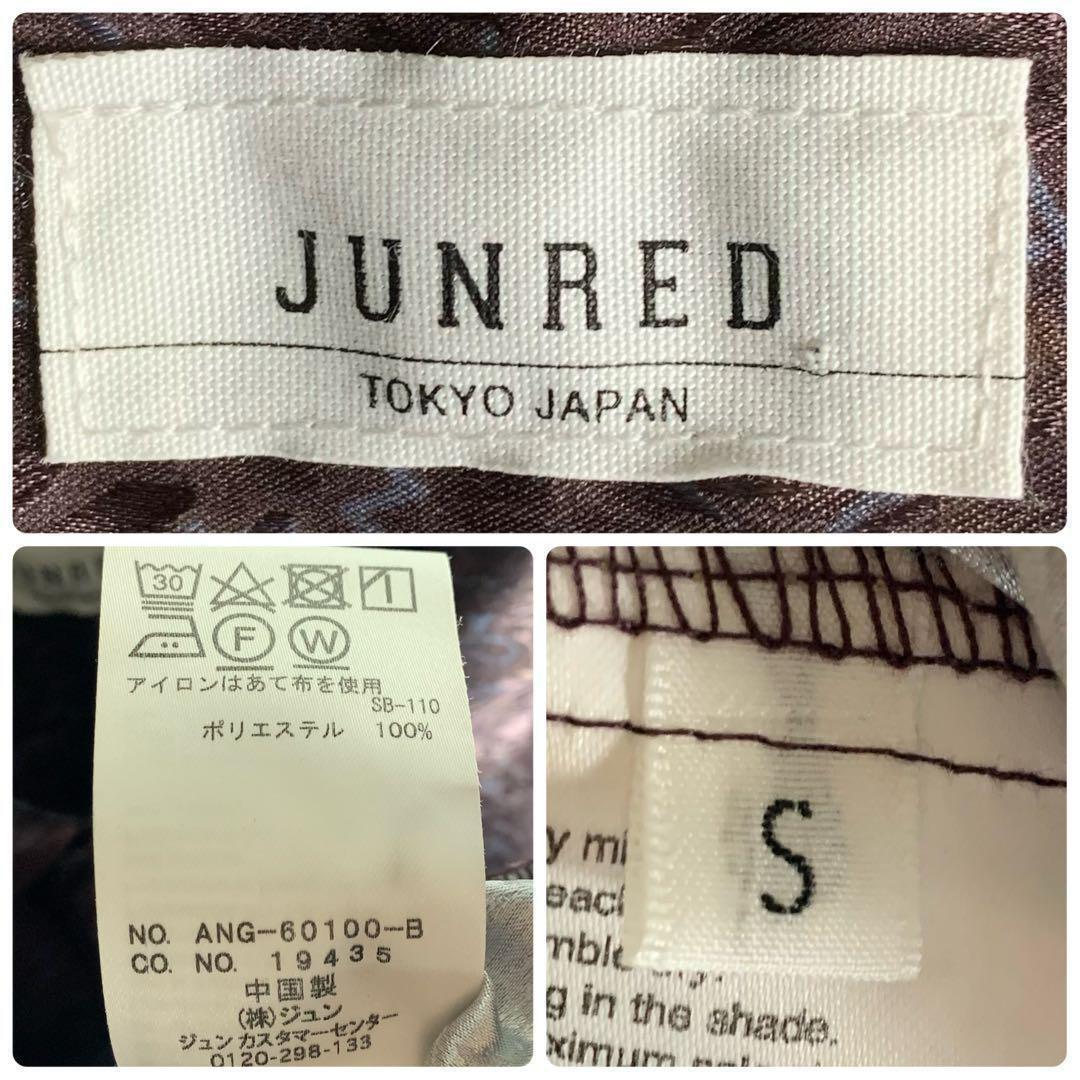 JUNRED
TOKYO JAPAN
30
F W
アイロンはあて布を使用
SB-110
ポリエステル 100%
NO. ANG-60100-B
CO. NO. 19435
中国製
(株)ジュン
ジュンカスタマーセンター
0120-298-133
S
in the shade.